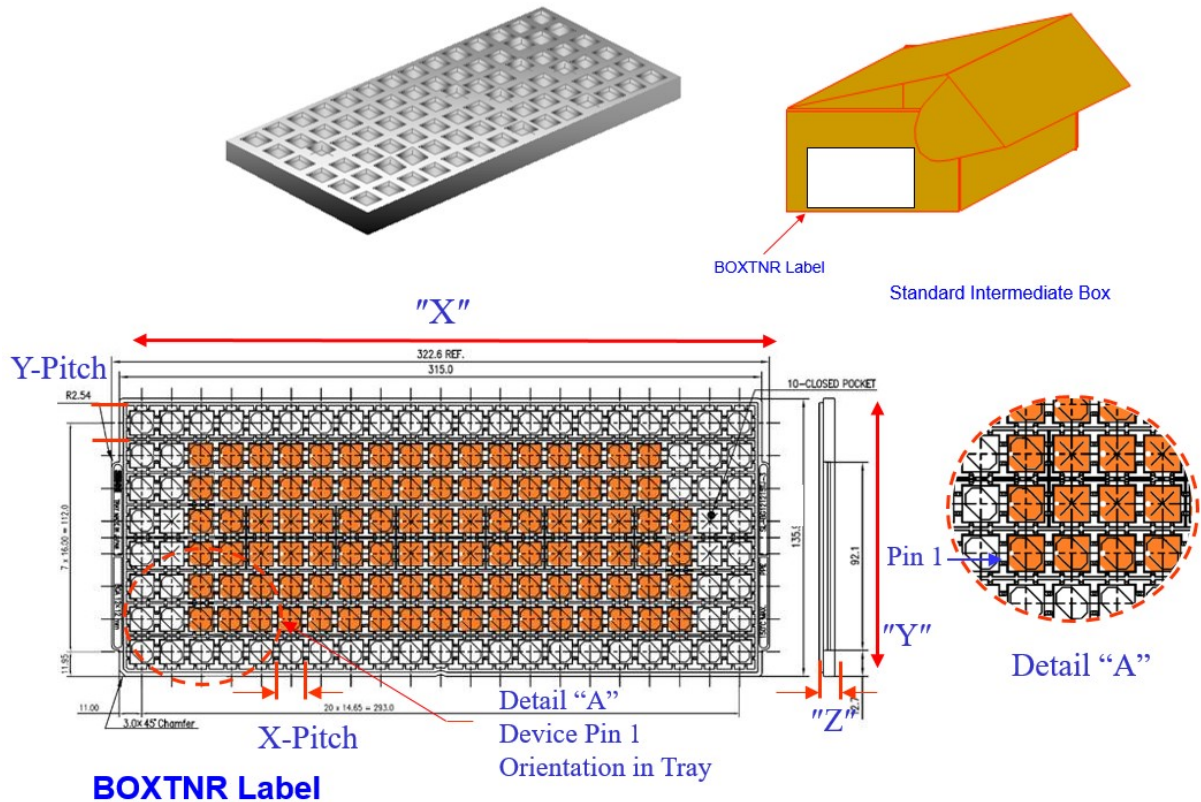 BOXTNR Label
Standard Intermediate Box
"X"
322.6 REF.
315.0
Y-Pitch
R2.54
10-CLOSED POCKET
7 x 16.00 = 112.0
92.1
Pin 1
"Y"
11.95
Detail "A"
11.00
20 x 14.65 = 293.0
"Z"
3.0×45° Chamfer
X-Pitch
Detail “A”
Device Pin 1
Orientation in Tray
BOXTNR Label